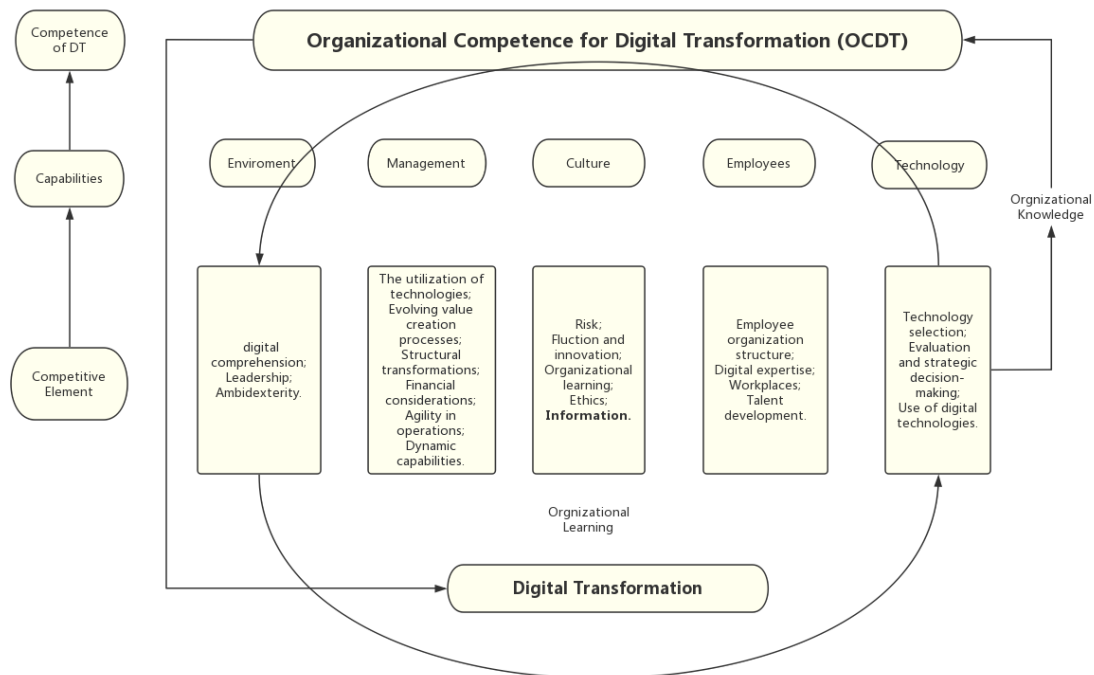 Competence
of DT
Organizational Competence for Digital Transformation (OCDT)
Capabilities
Enviroment
Management
Culture
Employees
Technology
Orgnizational
Knowledge
Competitive
Element
digital
comprehension;
Leadership;
Ambidexterity.
The utilization of
technologies;
Evolving value
creation
processes;
Structural
transformations;
Financial
considerations;
Agility in
operations;
Dynamic
capabilities.
Risk;
Fluction and
innovation;
Organizational
learning;
Ethics;
Information.
Employee
organization
structure;
Digital expertise;
Workplaces;
Talent
development.
Technology
selection;
Evaluation
and strategic
decision-
making;
Use of digital
technologies.
Orgnizational
Learning
Digital Transformation